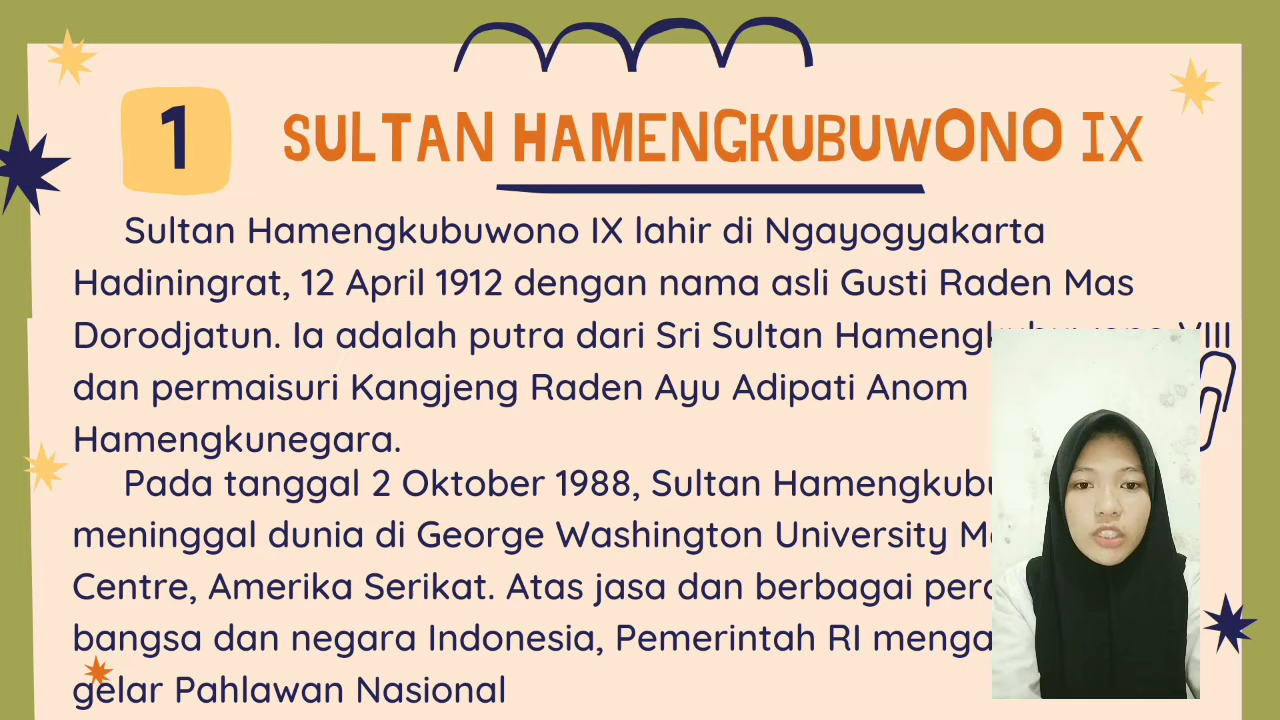 1
SULTAN HAMENGKUBUWONO IX
Sultan Hamengkubuwono IX lahir di Ngayogyakarta
Hadiningrat, 12 April 1912 dengan nama asli Gusti Raden Mas
Dorodjatun. Ia adalah putra dari Sri Sultan VIII
dan permaisuri Kangjeng Raden Ayu Adipati Anom
Hamengkunegara.
Pada tanggal 2 Oktober 1988, Sultan
meninggal dunia di George Washington University
Centre, Amerika Serikat. Atas jasa dan berbagai
bangsa dan negara Indonesia, Pemerintah RI
gelar Pahlawan Nasional